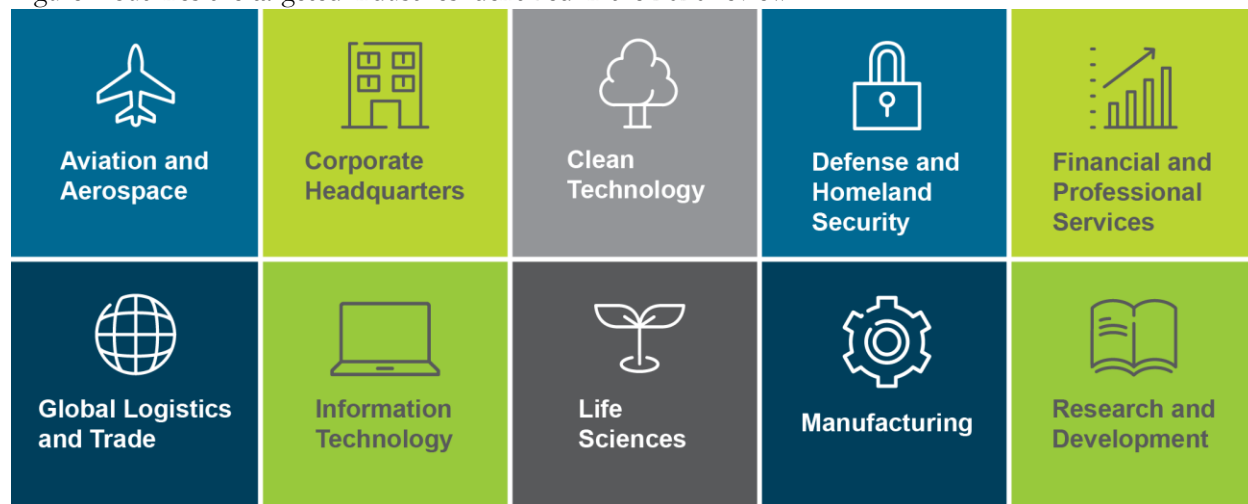 Aviation and
Aerospace
Corporate
Headquarters
Clean
Technology
Defense and
Homeland
Security
Financial and
Professional
Services
Global Logistics
and Trade
Information
Technology
Life
Sciences
Manufacturing
Research and
Development